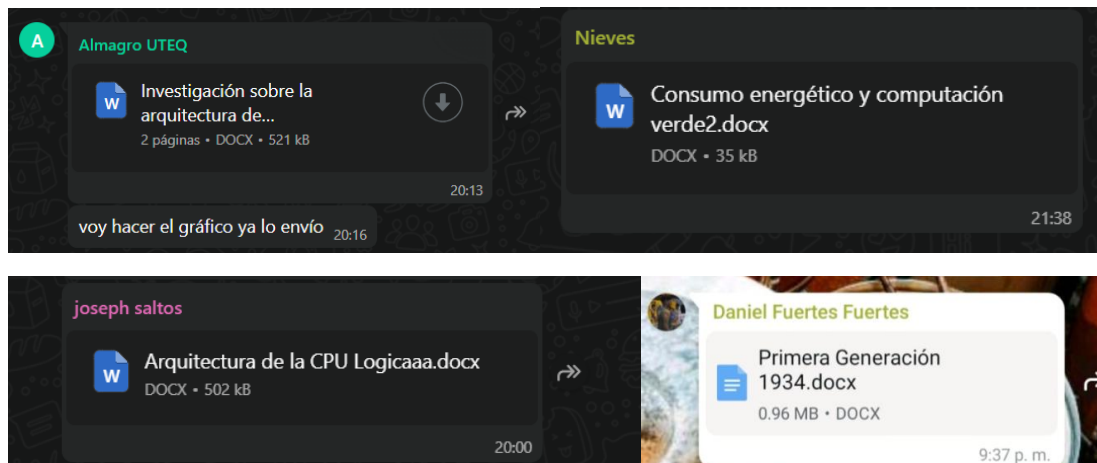 A
Almagro UTEQ
W
Investigación sobre la
arquitectura de...
2 páginas • DOCX • 521 kB
20:13
voy hacer el gráfico ya lo envío 20:16
Nieves
W
Consumo energético y computación
verde2.docx
DOCX • 35 kB
21:38
joseph saltos
W
Arquitectura de la CPU Logicaaa.docx
DOCX • 502 kB
20:00
Daniel Fuertes Fuertes
Primera Generación
1934.docx
0.96 MB • DOCX
9:37 p. m.